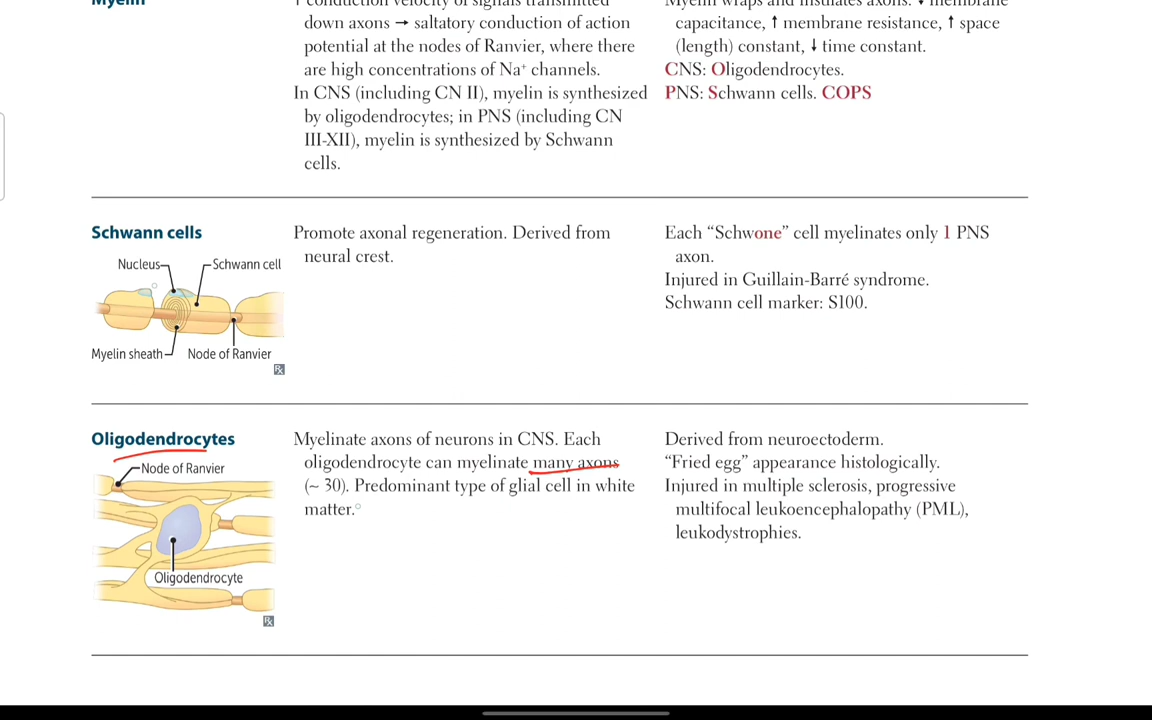 Myelin
↑ conduction velocity of signals transmitted
down axons → saltatory conduction of action
potential at the nodes of Ranvier, where there
are high concentrations of Na⁺ channels.
In CNS (including CN II), myelin is synthesized
by oligodendrocytes; in PNS (including CN
III-XII), myelin is synthesized by Schwann
cells.
Myelin wraps and insulates axons: ↓ membrane
capacitance, ↑ membrane resistance, ↑ space
(length) constant, ↓ time constant.
CNS: Oligodendrocytes.
PNS: Schwann cells. COPS
Schwann cells
Nucleus
Schwann cell
Myelin sheath
Node of Ranvier
Rx
Promote axonal regeneration. Derived from
neural crest.
Each “Schwone” cell myelinates only 1 PNS
axon.
Injured in Guillain-Barré syndrome.
Schwann cell marker: S100.
Oligodendrocytes
Node of Ranvier
Oligodendrocyte
Rx
Myelinate axons of neurons in CNS. Each
oligodendrocyte can myelinate many axons
(~ 30). Predominant type of glial cell in white
matter.
Derived from neuroectoderm.
“Fried egg” appearance histologically.
Injured in multiple sclerosis, progressive
multifocal leukoencephalopathy (PML),
leukodystrophies.